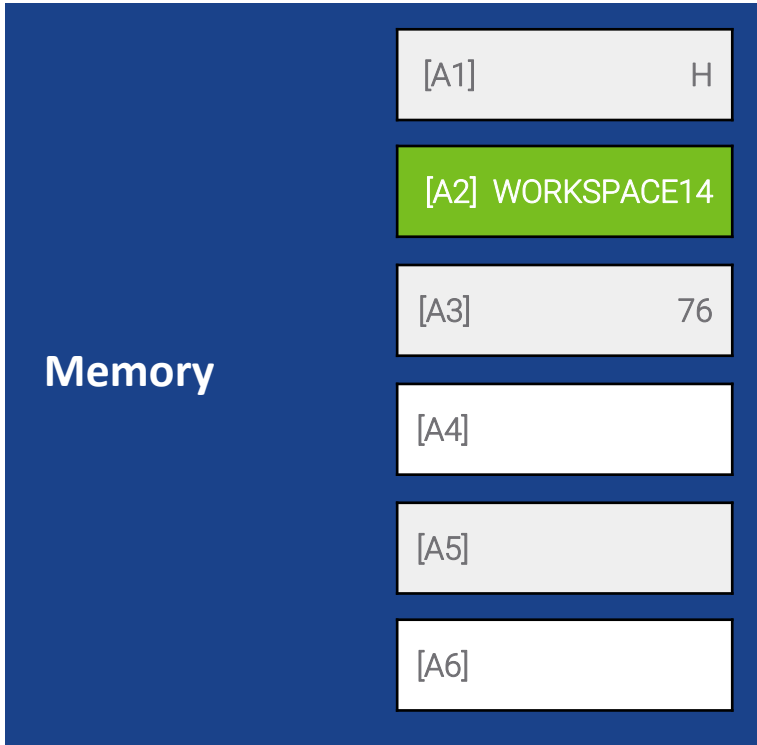 [A1] H
[A2] WORKSPACE14
[A3] 76
Memory
[A4]
[A5]
[A6]